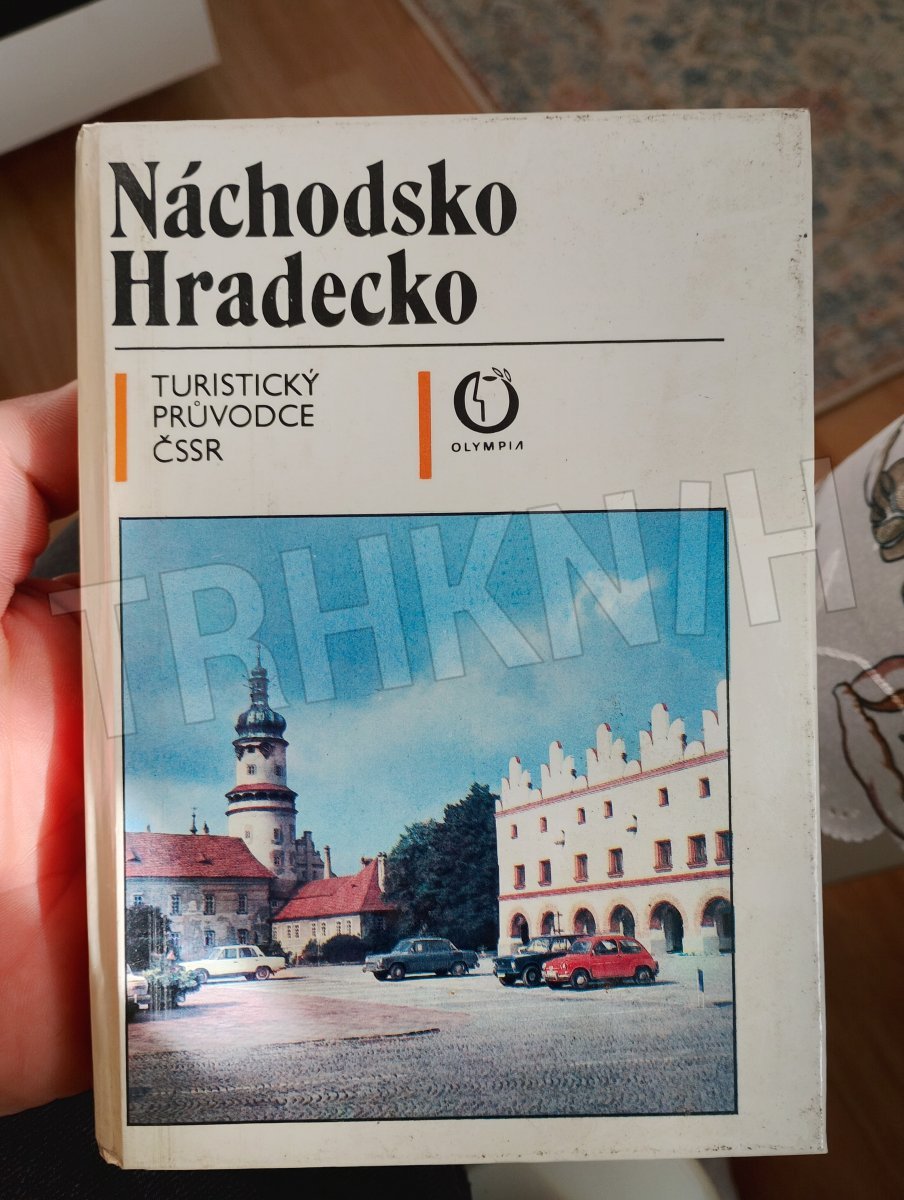 Náchodsko
Hradecko
TURISTICKÝ
PRŮVODCE
ČSSR
OLYMPIA
TRHKNIH